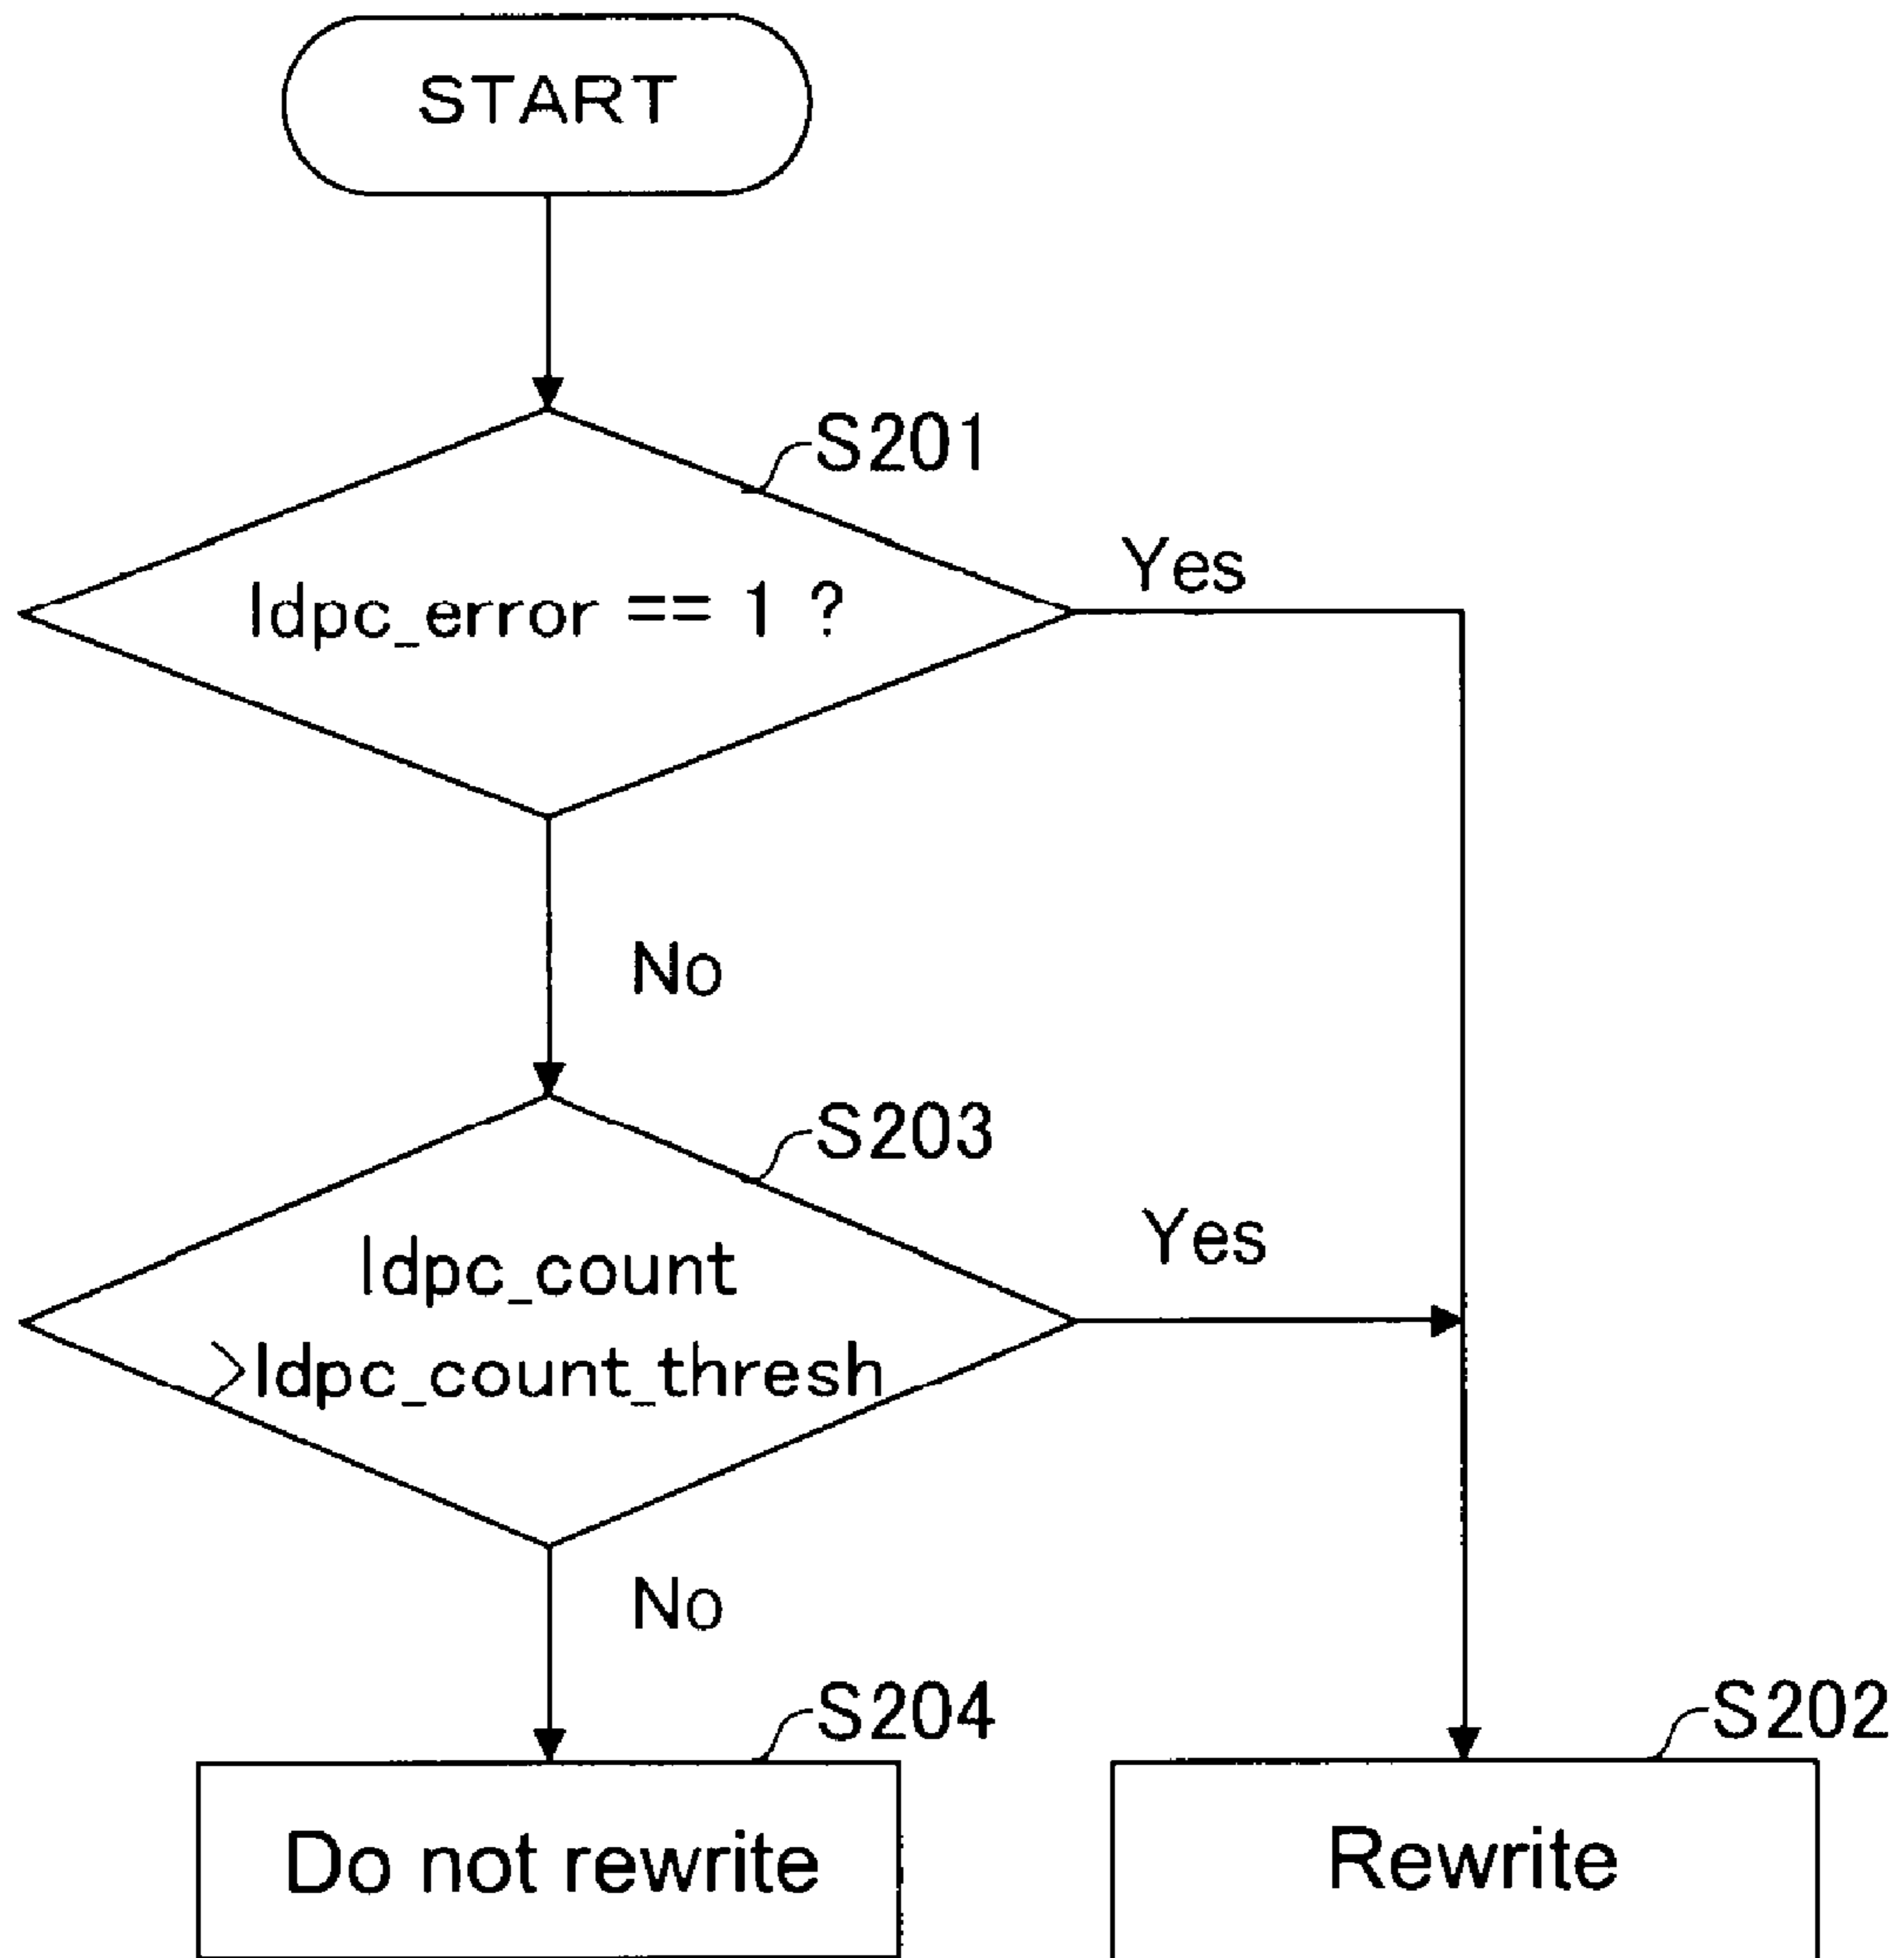 START
S201
ldpc_error == 1 ?
Yes
No
S203
ldpc_count
>ldpc_count_thresh
Yes
No
S204
S202
Do not rewrite
Rewrite